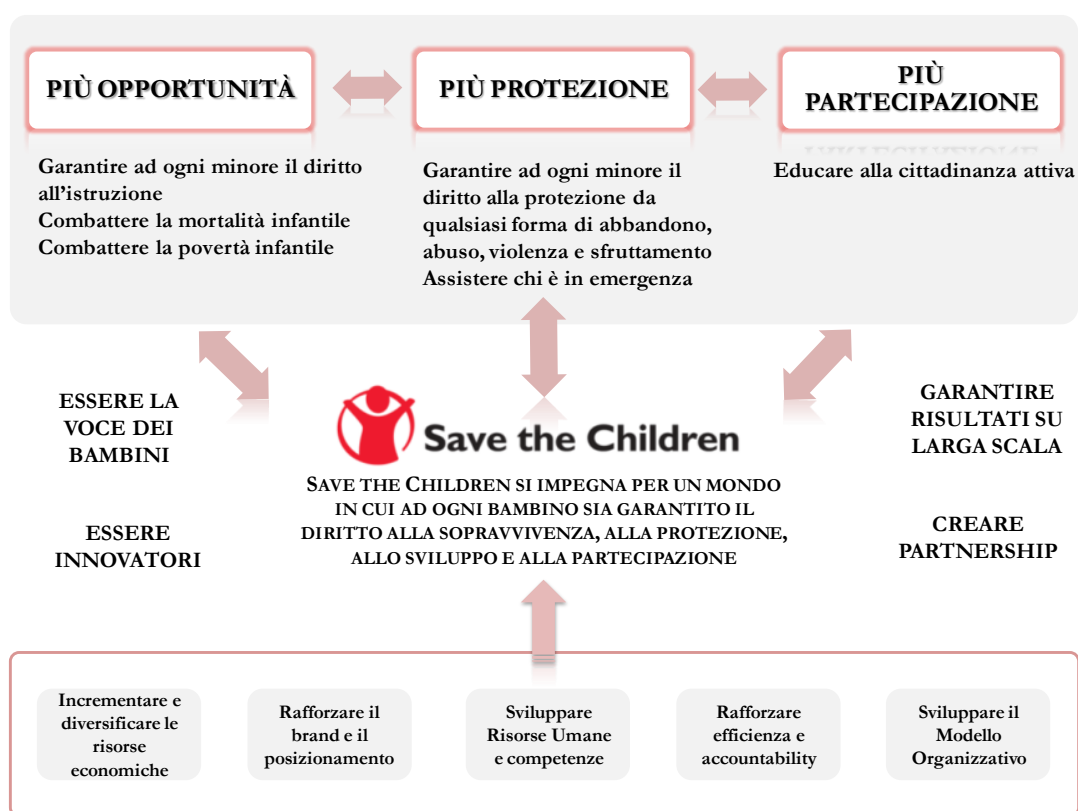 PIÙ OPPORTUNITÀ
PIÙ PROTEZIONE
PIÙ
PARTECIPAZIONE
Garantire ad ogni minore il diritto
all'istruzione
Combattere la mortalità infantile
Combattere la povertà infantile
Garantire ad ogni minore il
diritto alla protezione da
qualsiasi forma di abbandono,
abuso, violenza e sfruttamento
Assistere chi è in emergenza
Educare alla cittadinanza attiva
ESSERE LA
VOCE DEI
BAMBINI
ESSERE
INNOVATORI
Save the Children
SAVE THE CHILDREN SI IMPEGNA PER UN MONDO
IN CUI AD OGNI BAMBINO SIA GARANTITO IL
DIRITTO ALLA SOPRAVVIVENZA, ALLA PROTEZIONE,
ALLO SVILUPPO E ALLA PARTECIPAZIONE
GARANTIRE
RISULTATI SU
LARGA SCALA
CREARE
PARTNERSHIP
Incrementare e
diversificare le
risorse
economiche
Rafforzare il
brand e il
posizionamento
Sviluppare
Risorse Umane
e competenze
Rafforzare
efficienza e
accountability
Sviluppare il
Modello
Organizzativo